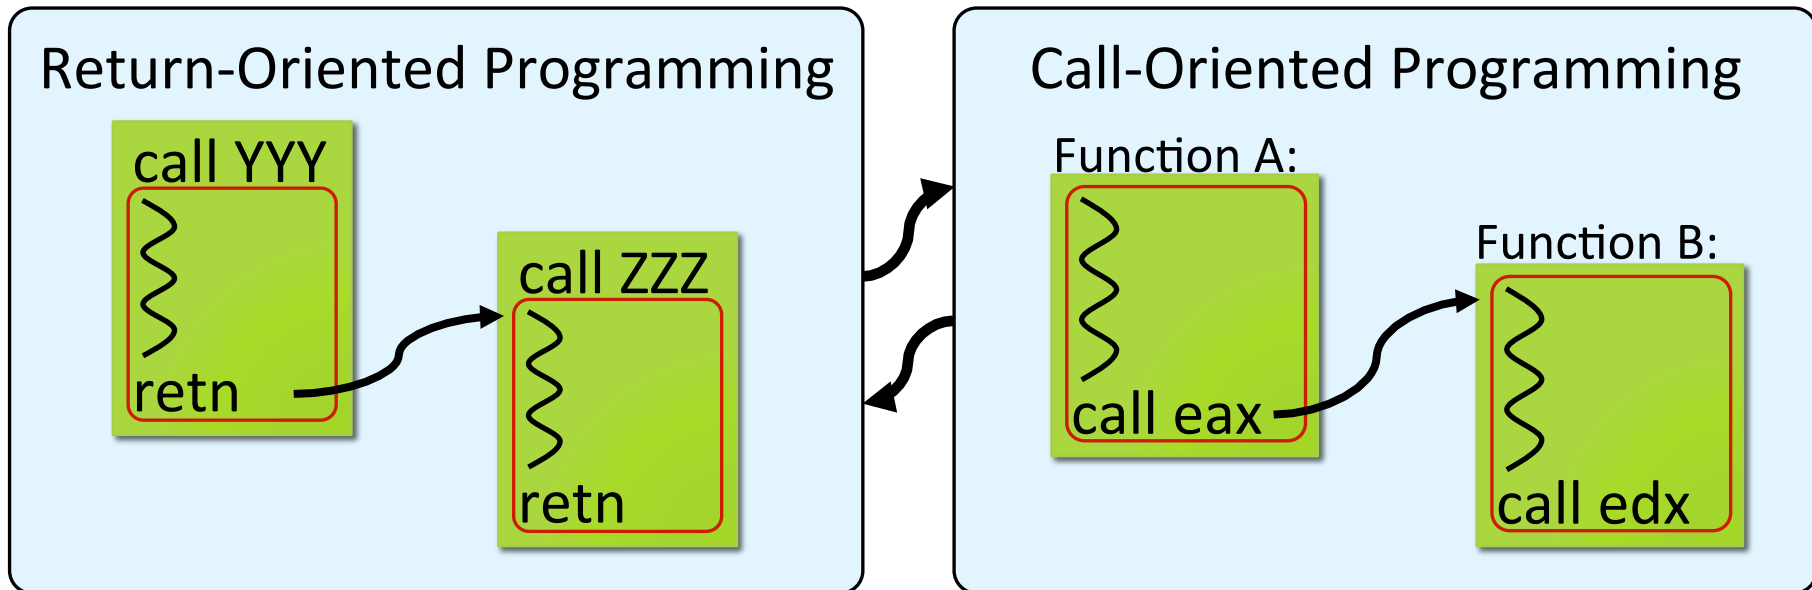 Return-Oriented Programming
call YYY
retn
call ZZZ
retn
Call-Oriented Programming
Function A:
call eax
Function B:
call edx